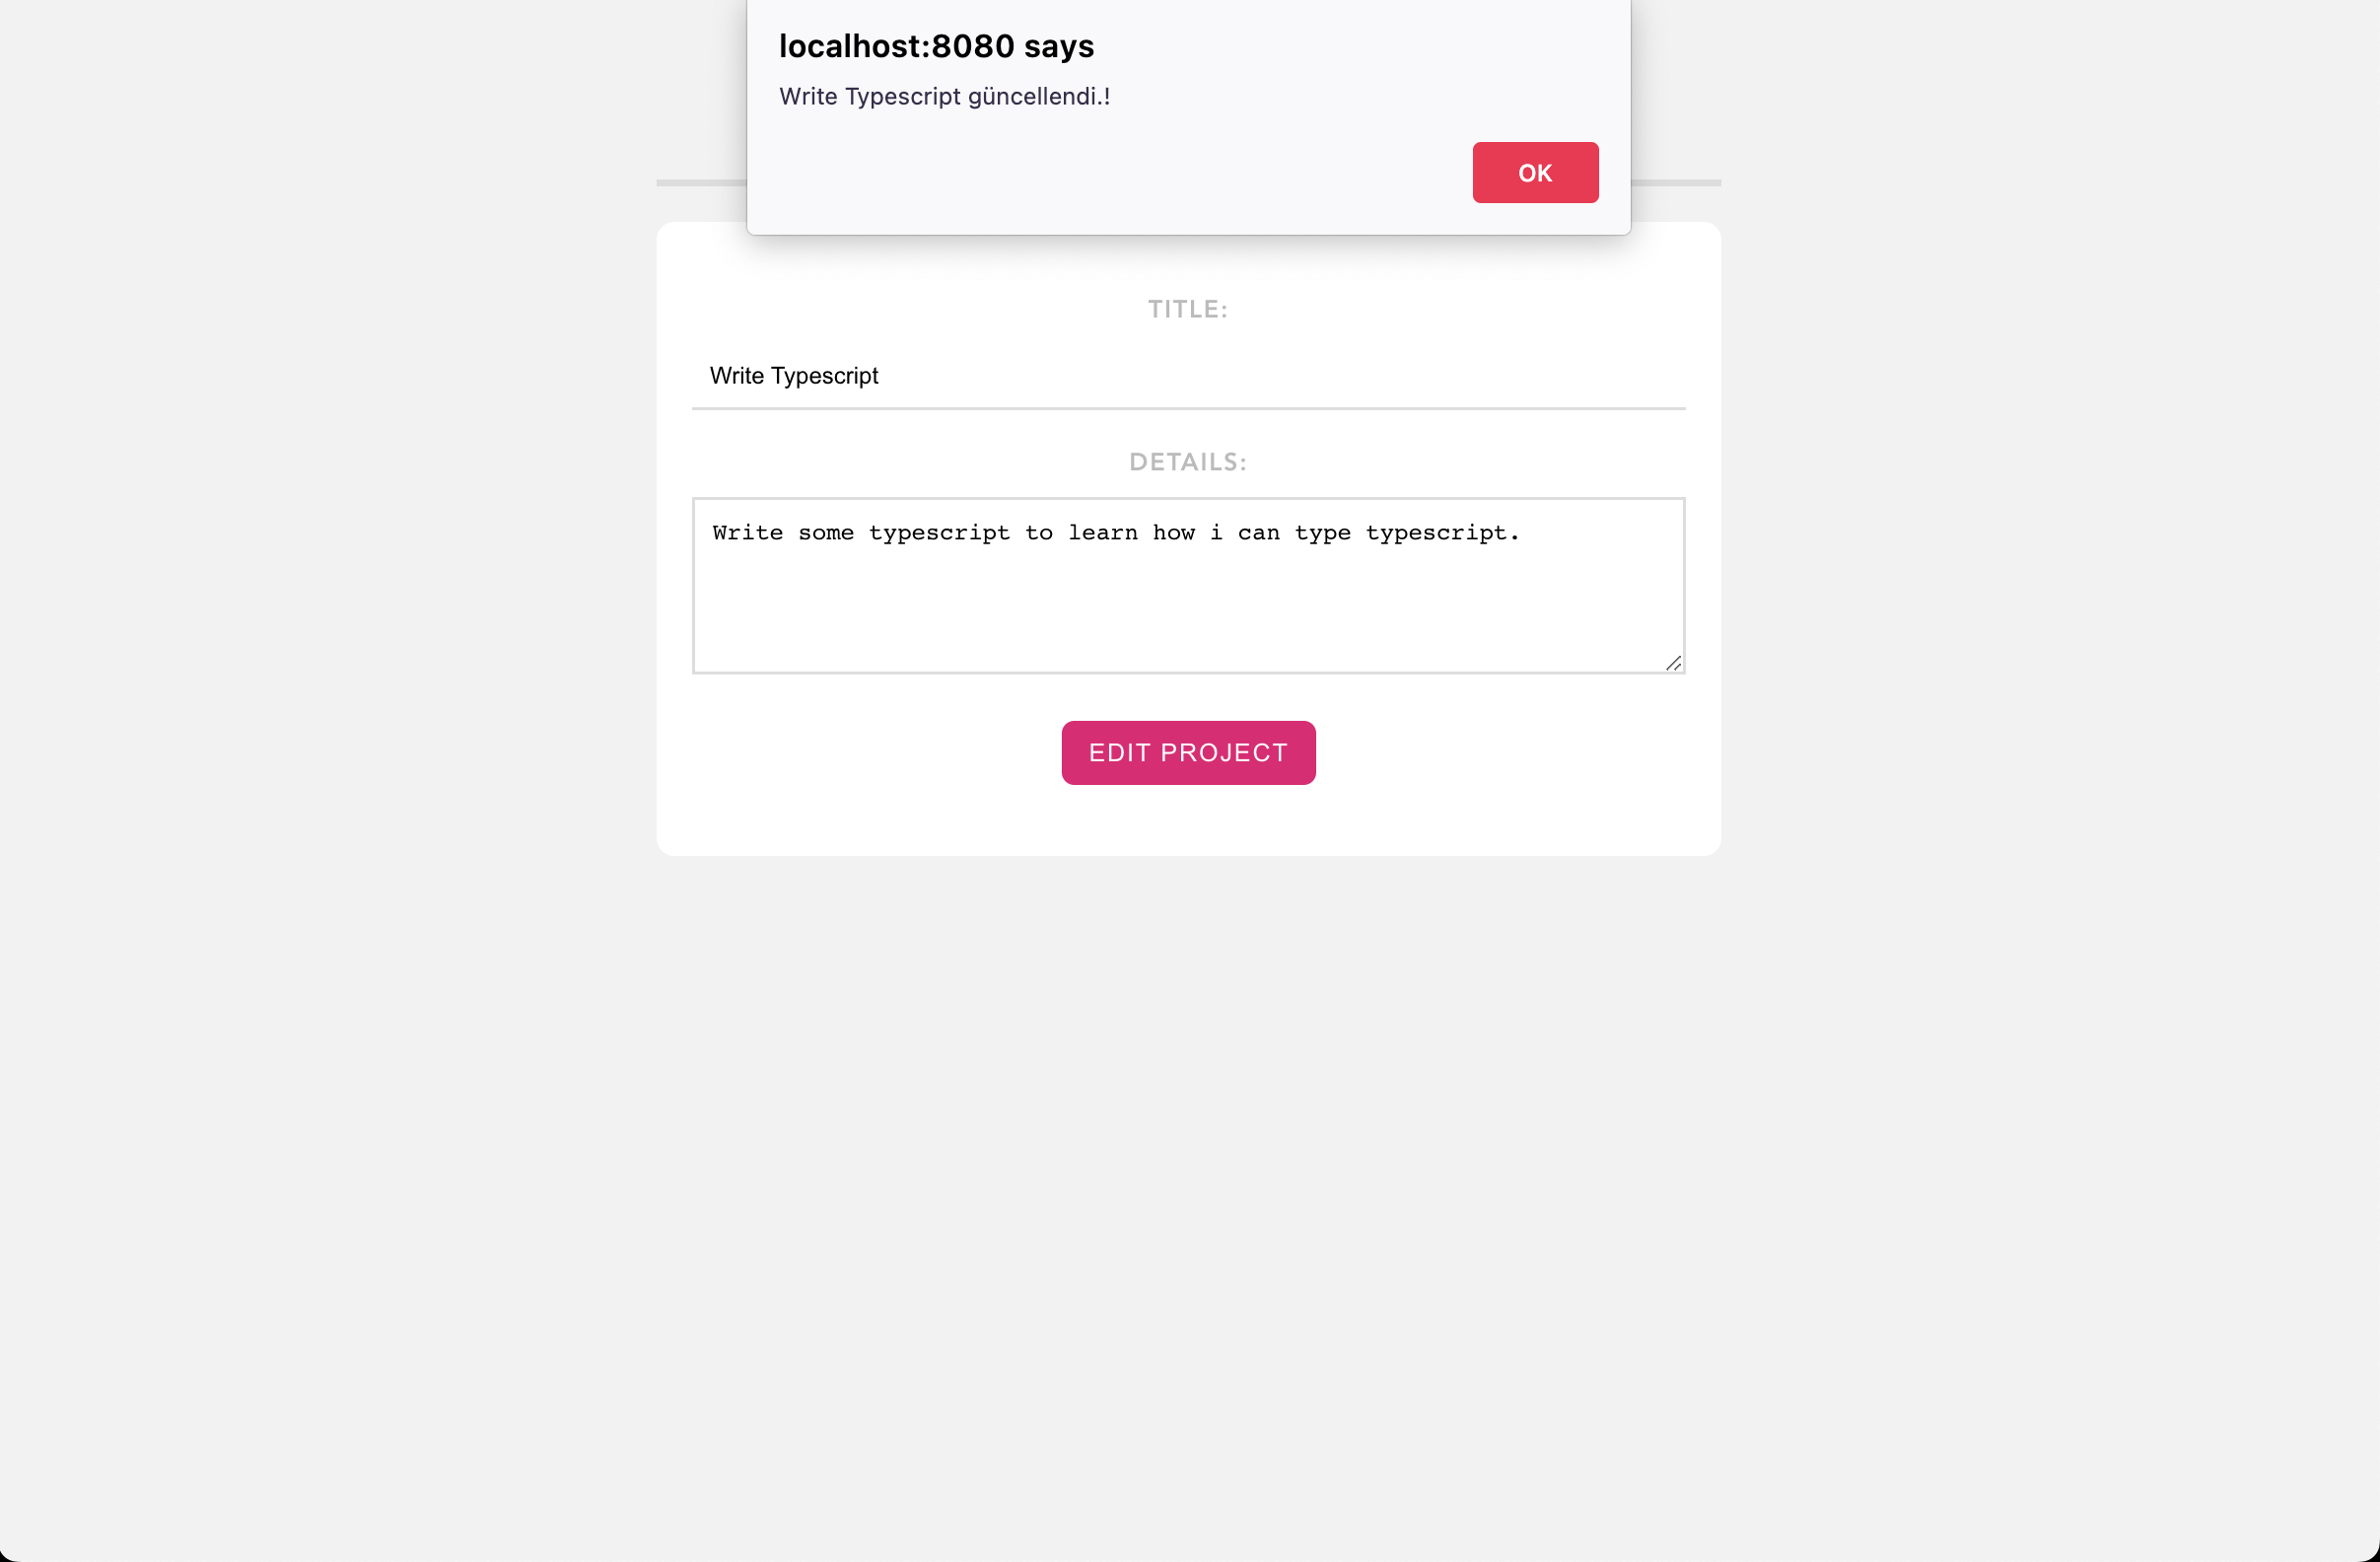 localhost:8080 says
Write Typescript güncellendi.!
OK
TITLE:
Write Typescript
DETAILS:
Write some typescript to learn how i can type typescript.
EDIT PROJECT